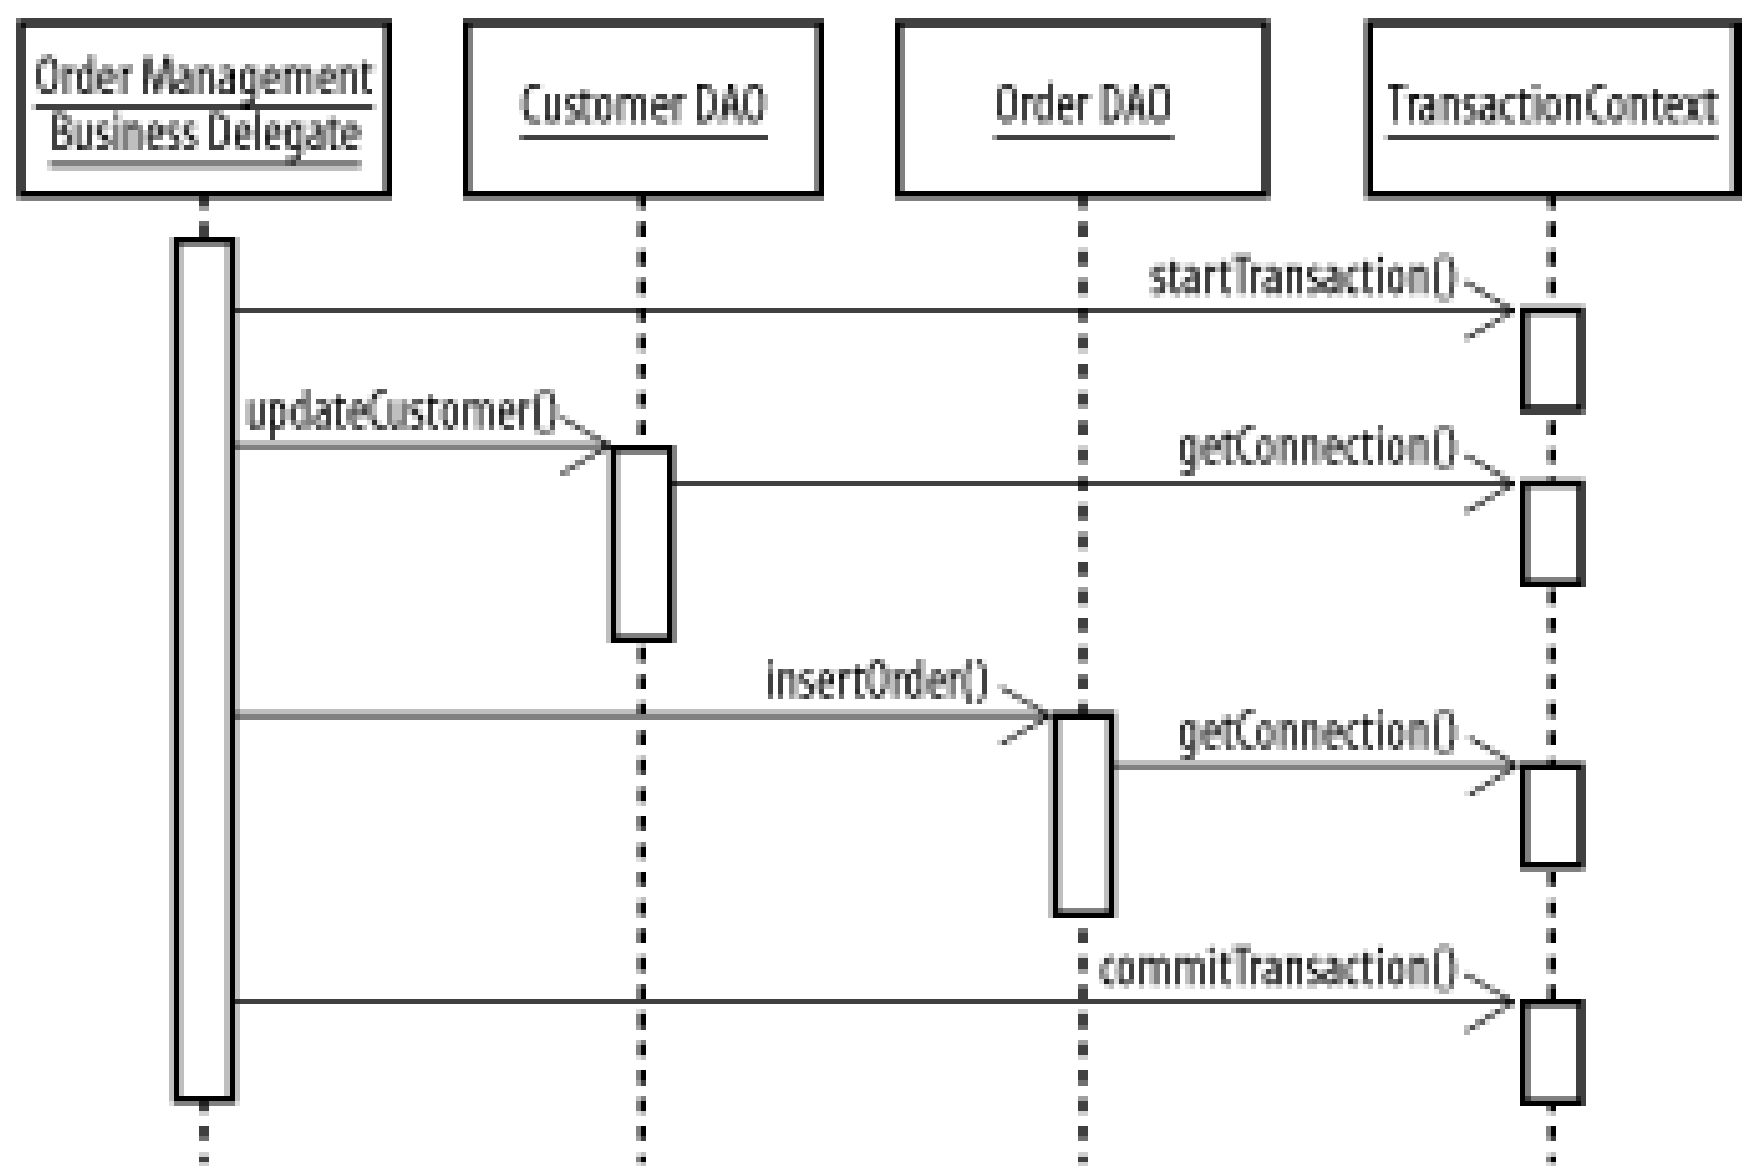 Order Management
Business Delegate
Customer DAO
Order DAO
TransactionContext
startTransaction()
updateCustomer()
getConnection()
insertOrder()
getConnection()
commitTransaction()